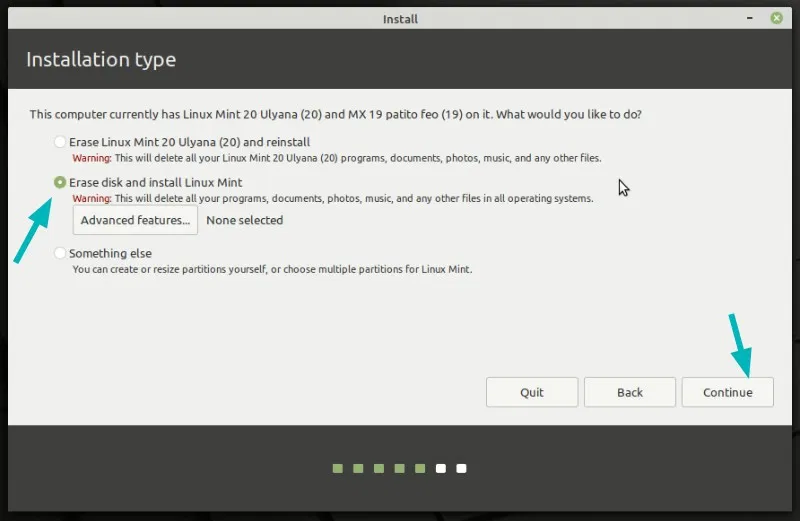 Install
Installation type
This computer currently has Linux Mint 20 Ulyana (20) and MX 19 patito feo (19) on it. What would you like to do?
Erase Linux Mint 20 Ulyana (20) and reinstall
Warning: This will delete all your Linux Mint 20 Ulyana (20) programs, documents, photos, music, and any other files.
Erase disk and install Linux Mint
Warning: This will delete all your programs, documents, photos, music, and any other files in all operating systems.
Advanced features... None selected
Something else
You can create or resize partitions yourself, or choose multiple partitions for Linux Mint.
Quit Back Continue